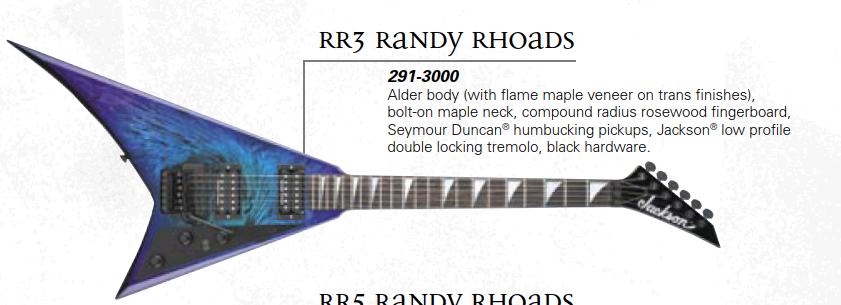 RR3 RANDY RHOADS
291-3000
Alder body (with flame maple veneer on trans finishes),
bolt-on maple neck, compound radius rosewood fingerboard,
Seymour Duncan® humbucking pickups, Jackson® low profile
double locking tremolo, black hardware.
Jackson
RR5 RANDY RHOADS